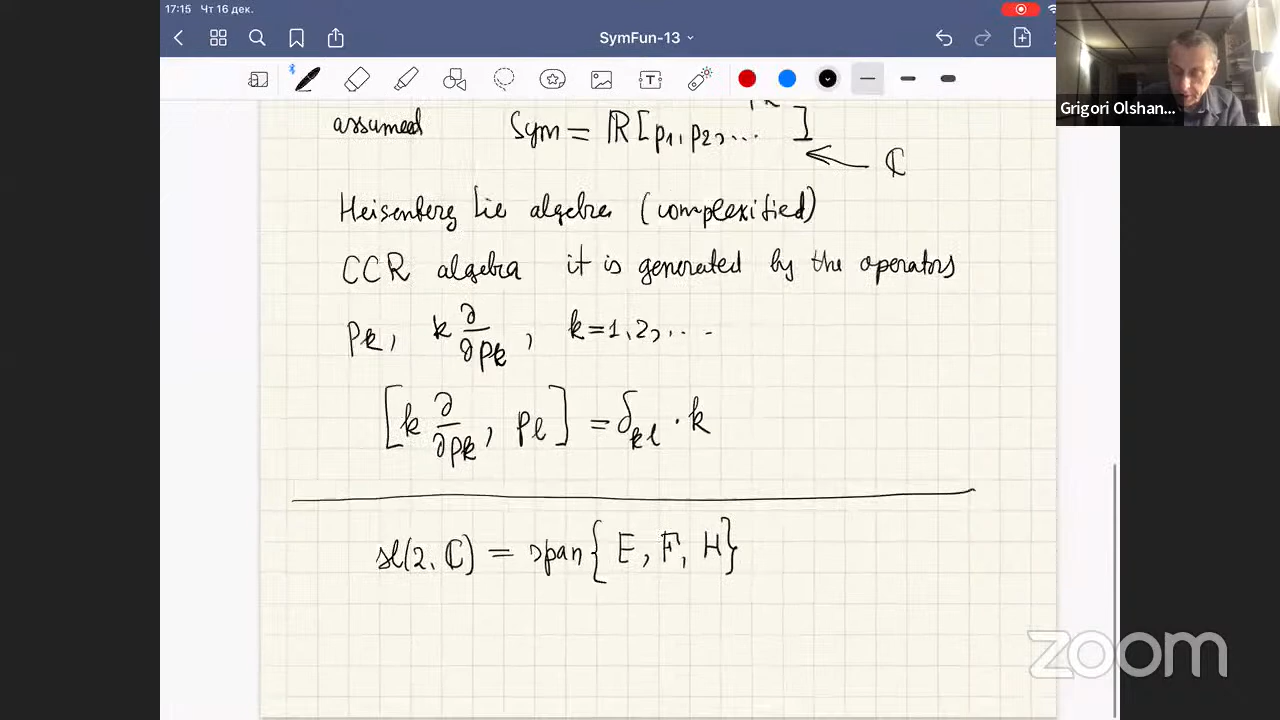 17:15 Чт 16 дек.
SymFun-13
Grigori Olshan...
assumed Sym = ℝ[p₁, p₂, ... ]
ℂ
Heisenberg Lie algebra (complexified)
CCR algebra it is generated by the operators
pₖ, k ∂/∂pₖ, k=1,2,...
[k ∂/∂pₖ, pₗ] = δₖₗ · k
sl(2, ℂ) = span{E, F, H}
zoom